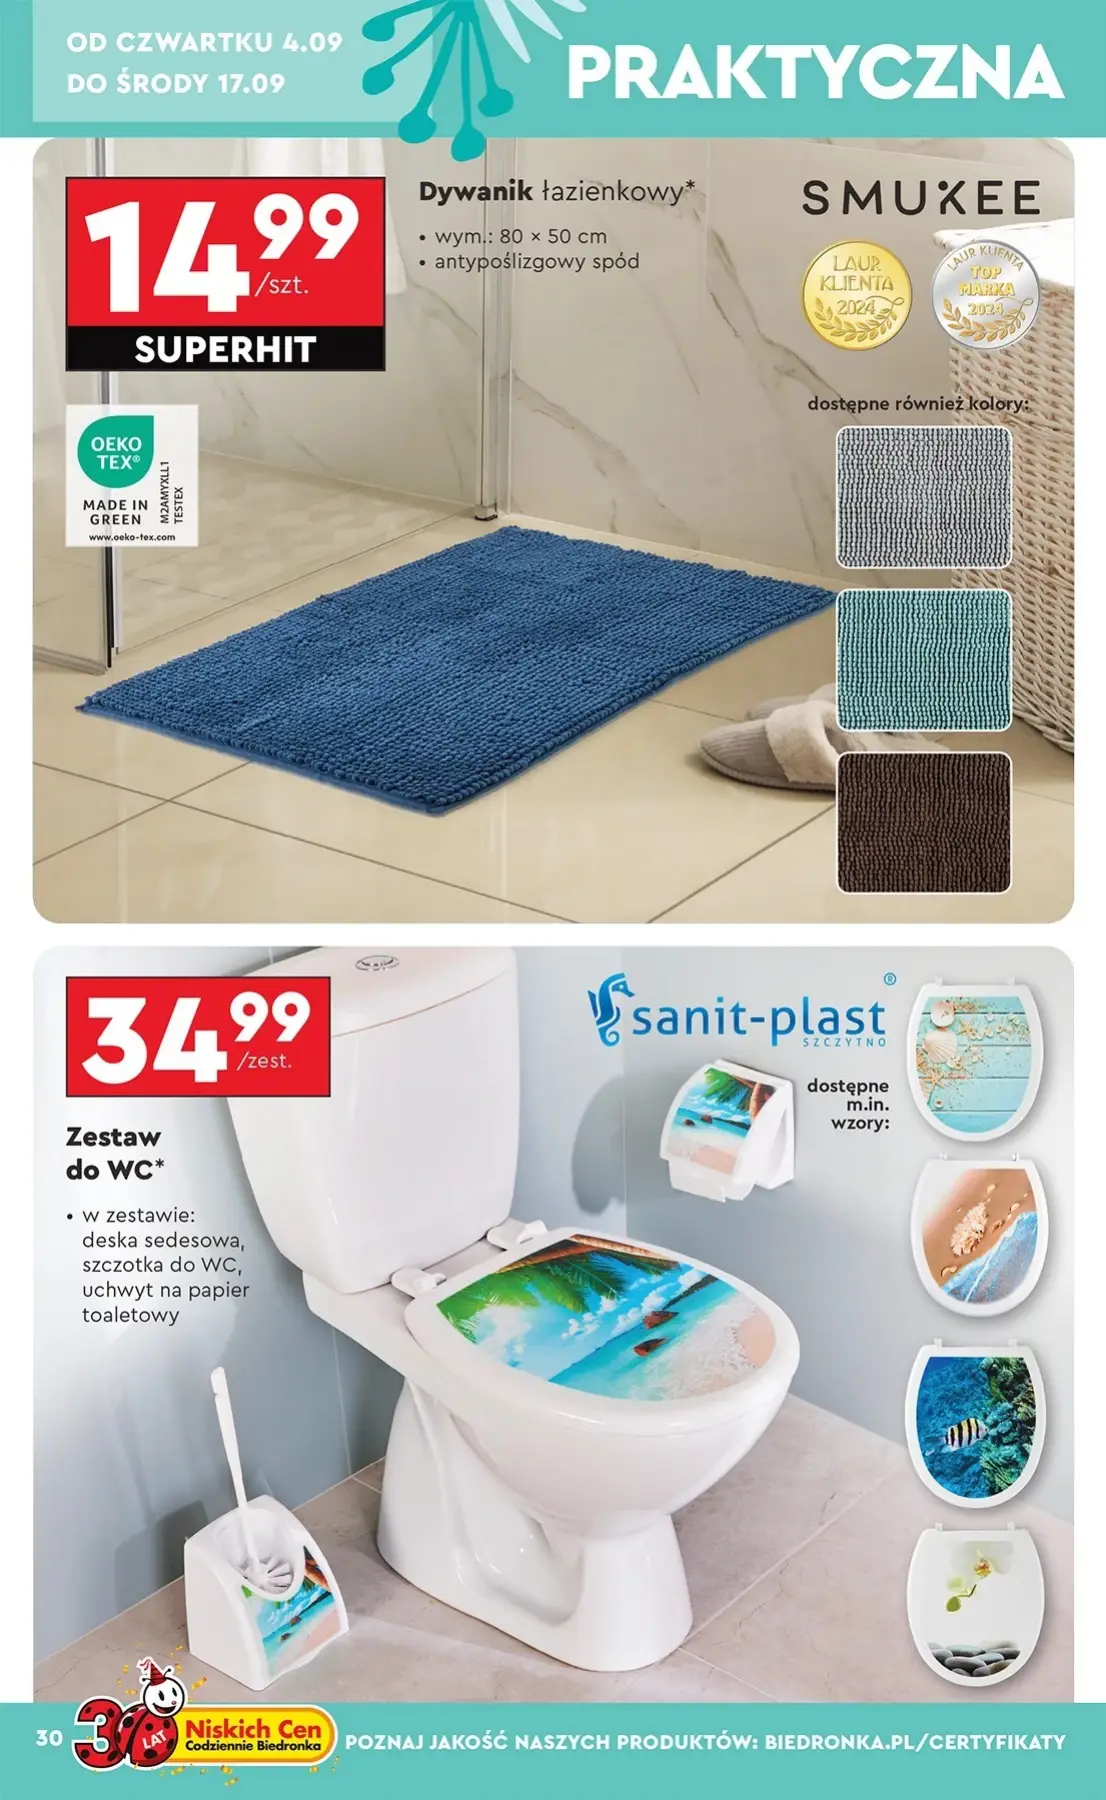 OD CZWARTKU 4.09
DO ŚRODY 17.09
PRAKTYCZNA
14 99
/szt.
SUPERHIT
Dywanik łazienkowy*
• wym.: 80 × 50 cm
• antypoślizgowy spód
SMUKEE
LAUR
KLIENTA
2024
LAUR KLIENTA
TOP
MARKA
2024
OEKO
TEX®
MADE IN
GREEN
www.oeko-tex.com
M2AMYXLL1
TESTEX
dostępne również kolory:
34 99
/zest.
Zestaw
do WC*
• w zestawie:
deska sedesowa,
szczotka do WC,
uchwyt na papier
toaletowy
sanit-plast®
SZCZYTNO
dostępne
m.in.
wzory:
30
30
LAT
Niskich Cen
Codziennie Biedronka
POZNAJ JAKOŚĆ NASZYCH PRODUKTÓW: BIEDRONKA.PL/CERTYFIKATY